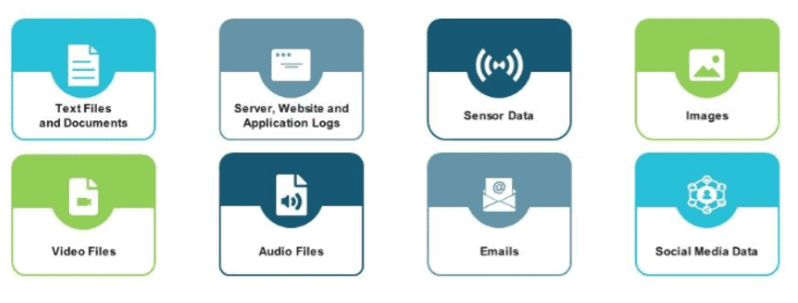 Text Files
and Documents
Server, Website and
Application Logs
Sensor Data
Images
Video Files
Audio Files
Emails
Social Media Data